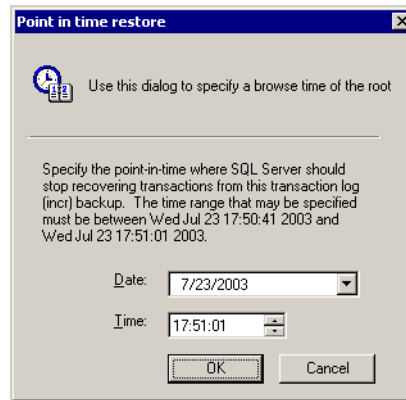 Point in time restore
Use this dialog to specify a browse time of the root
Specify the point-in-time where SQL Server should
stop recovering transactions from this transaction log
(incr) backup. The time range that may be specified
must be between Wed Jul 23 17:50:41 2003 and
Wed Jul 23 17:51:01 2003.
Date: 7/23/2003
Time: 17:51:01
OK Cancel